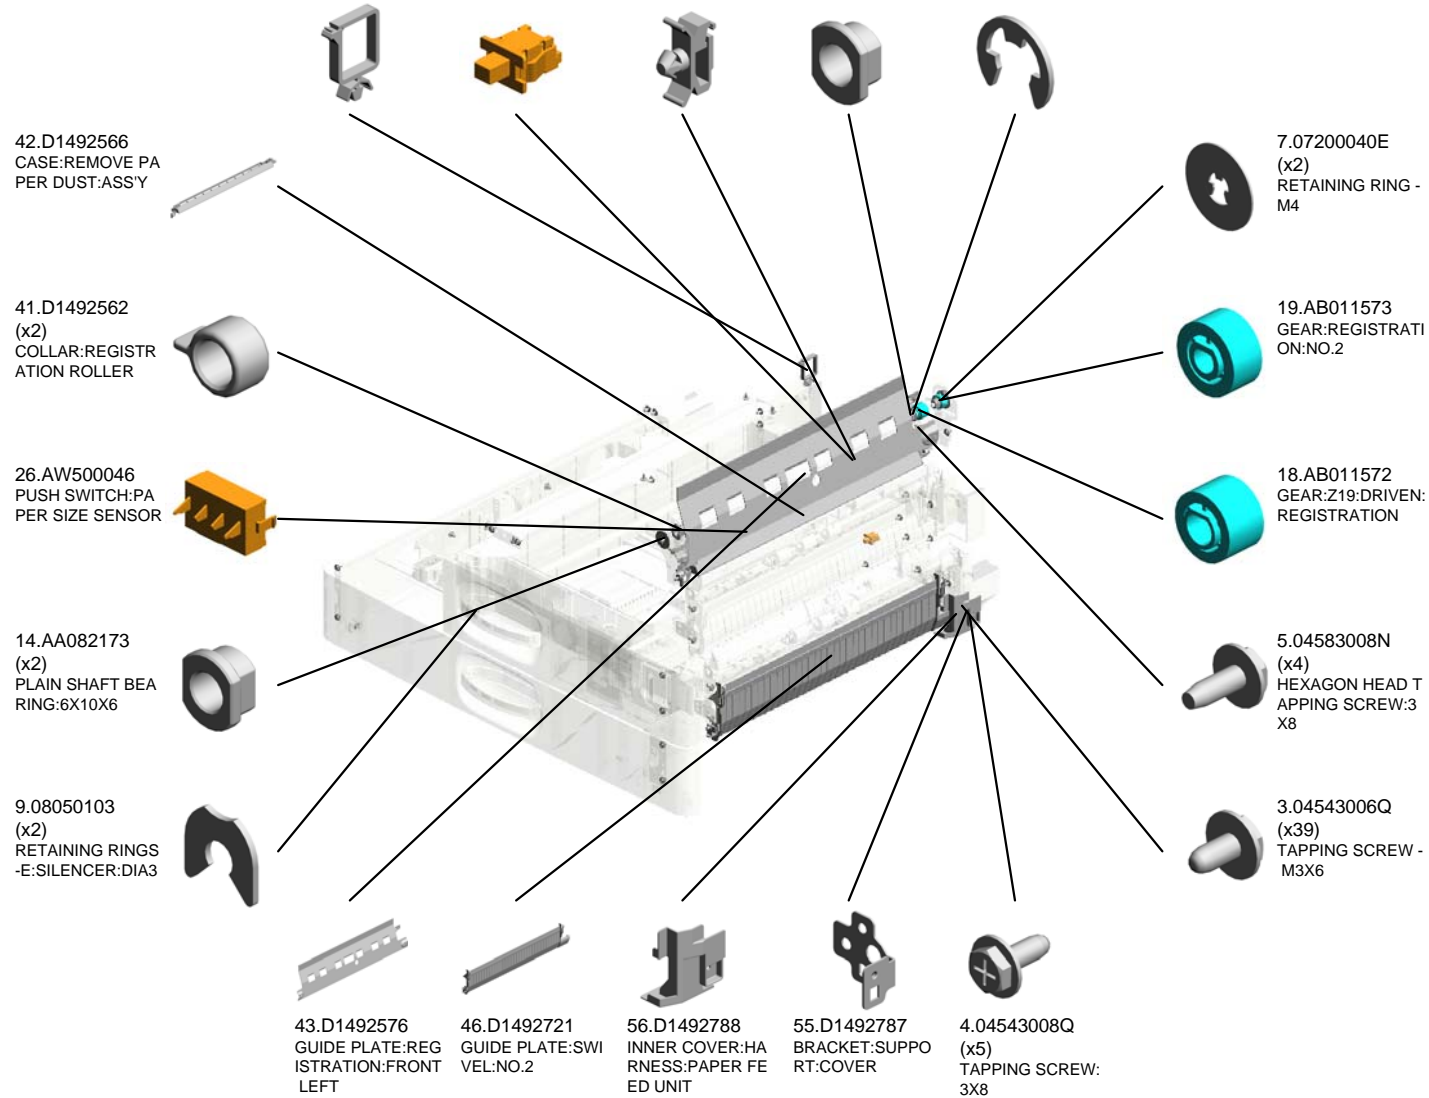 42.D1492566
CASE:REMOVE PA
PER DUST:ASS'Y
41.D1492562
(x2)
COLLAR:REGISTR
ATION ROLLER
26.AW500046
PUSH SWITCH:PA
PER SIZE SENSOR
14.AA082173
(x2)
PLAIN SHAFT BEA
RING:6X10X6
9.08050103
(x2)
RETAINING RINGS
-E:SILENCER:DIA3
7.07200040E
(x2)
RETAINING RING -
M4
19.AB011573
GEAR:REGISTRATI
ON:NO.2
18.AB011572
GEAR:Z19:DRIVEN:
REGISTRATION
5.04583008N
(x4)
HEXAGON HEAD T
APPING SCREW:3
X8
3.04543006Q
(x39)
TAPPING SCREW -
M3X6
43.D1492576
GUIDE PLATE:REG
ISTRATION:FRONT
LEFT
46.D1492721
GUIDE PLATE:SWI
VEL:NO.2
56.D1492788
INNER COVER:HA
RNESS:PAPER FE
ED UNIT
55.D1492787
BRACKET:SUPPO
RT:COVER
4.04543008Q
(x5)
TAPPING SCREW:
3X8